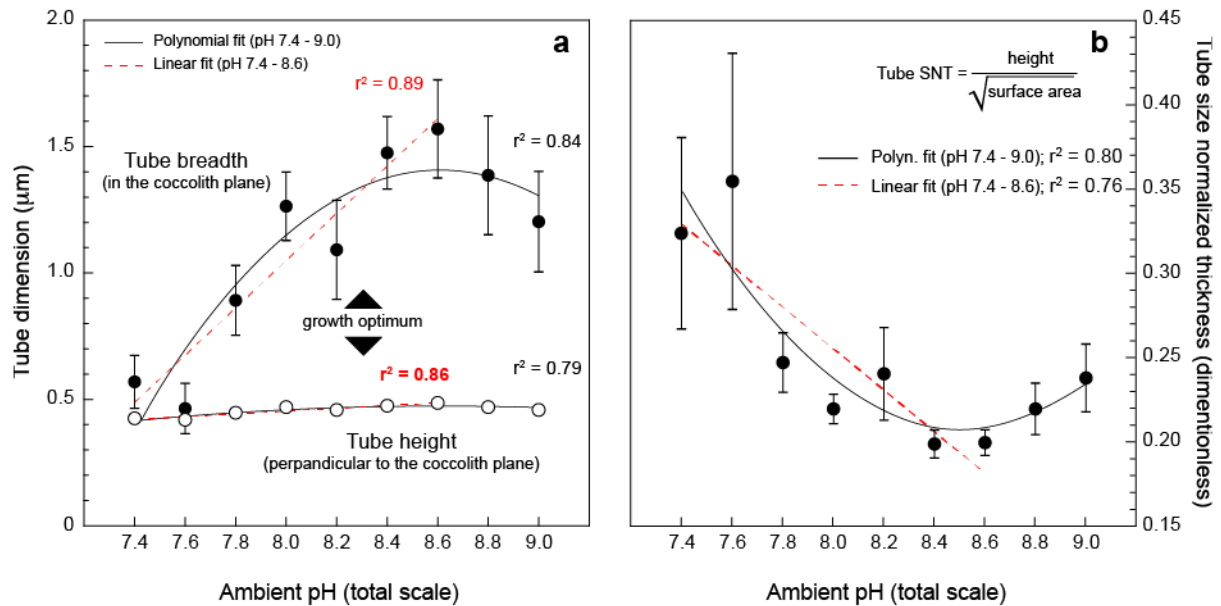 2.0
1.5
1.0
0.5
0
Tube dimension (μm)
Polynomial fit (pH 7.4 - 9.0)
Linear fit (pH 7.4 - 8.6)
a
r² = 0.89
r² = 0.84
Tube breadth
(in the coccolith plane)
growth optimum
r² = 0.79
r² = 0.86
Tube height
(perpandicular to the coccolith plane)
7.4 7.6 7.8 8.0 8.2 8.4 8.6 8.8 9.0
Ambient pH (total scale)
b
Tube SNT = height
√surface area
Polyn. fit (pH 7.4 - 9.0); r² = 0.80
Linear fit (pH 7.4 - 8.6); r² = 0.76
0.45
0.40
0.35
0.30
0.25
0.20
0.15
Tube size normalized thickness (dimentionless)
7.4 7.6 7.8 8.0 8.2 8.4 8.6 8.8 9.0
Ambient pH (total scale)